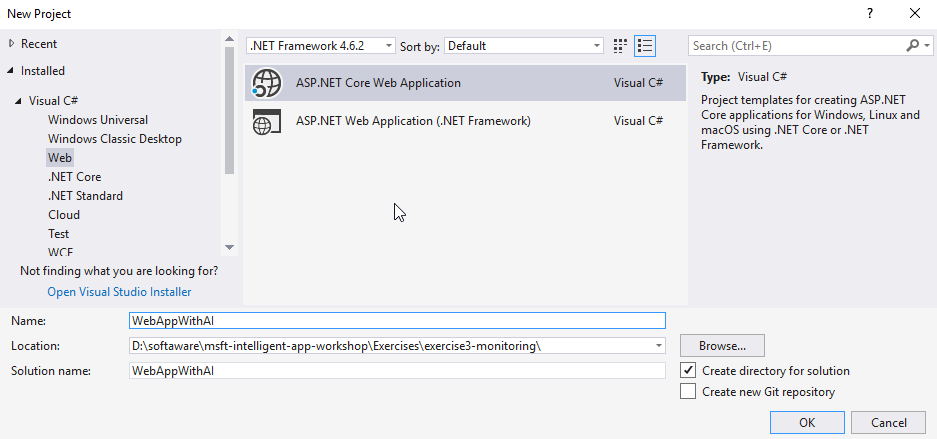 New Project
?
Recent
Installed
Visual C#
Windows Universal
Windows Classic Desktop
Web
.NET Core
.NET Standard
Cloud
Test
WCF
Not finding what you are looking for?
Open Visual Studio Installer
.NET Framework 4.6.2 Sort by: Default
ASP.NET Core Web Application Visual C#
ASP.NET Web Application (.NET Framework) Visual C#
Search (Ctrl+E)
Type: Visual C#
Project templates for creating ASP.NET
Core applications for Windows, Linux and
macOS using .NET Core or .NET
Framework.
Name: WebAppWithAI
Location: D:\softaware\msft-intelligent-app-workshop\Exercises\exercise3-monitoring\ Browse...
Solution name: WebAppWithAI
Create directory for solution
Create new Git repository
OK Cancel